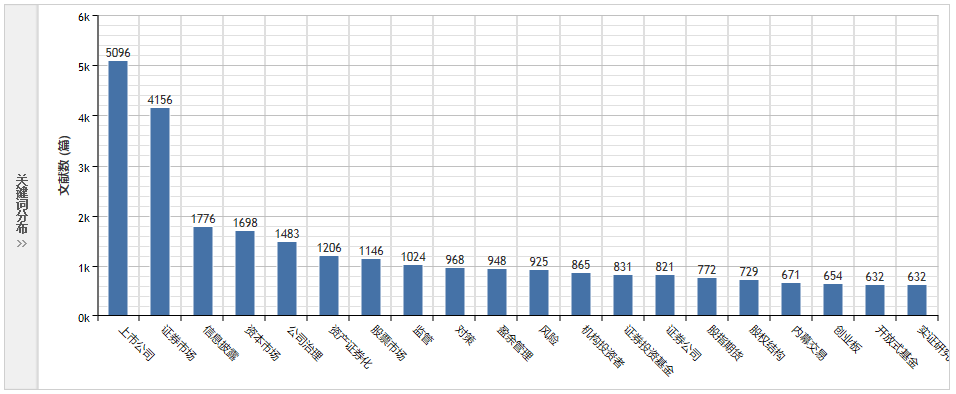 关键词分布 >>
文献数 (篇)
6k
5k
4k
3k
2k
1k
0k
5096
4156
1776
1698
1483
1206
1146
1024
968
948
925
865
831
821
772
729
671
654
632
632
上市公司
证券市场
信息披露
资本市场
公司治理
资产证券化
股票市场
监管
对策
盈余管理
风险
机构投资者
证券投资基金
证券公司
股指期货
股权结构
内幕交易
创业板
开放式基金
实证研究